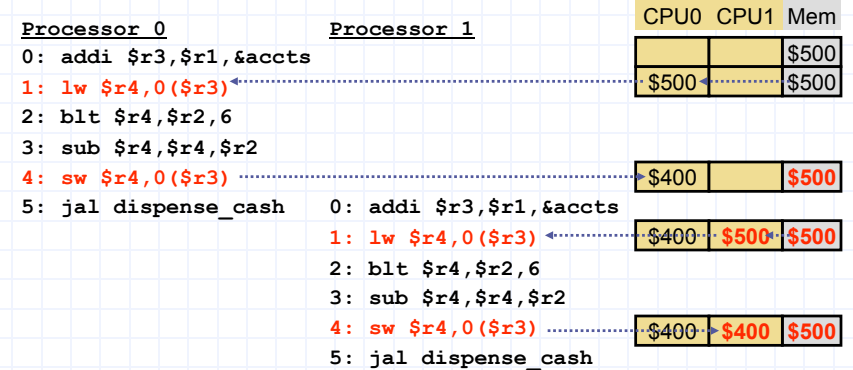 CPU0 CPU1 Mem
Processor 0 Processor 1
0: addi $r3,$r1,&accts $500
1: lw $r4,0($r3) $500 $500
2: blt $r4,$r2,6
3: sub $r4,$r4,$r2
4: sw $r4,0($r3) $400 $500
5: jal dispense_cash 0: addi $r3,$r1,&accts
1: lw $r4,0($r3) $400 $500 $500
2: blt $r4,$r2,6
3: sub $r4,$r4,$r2
4: sw $r4,0($r3) $400 $400 $500
5: jal dispense_cash